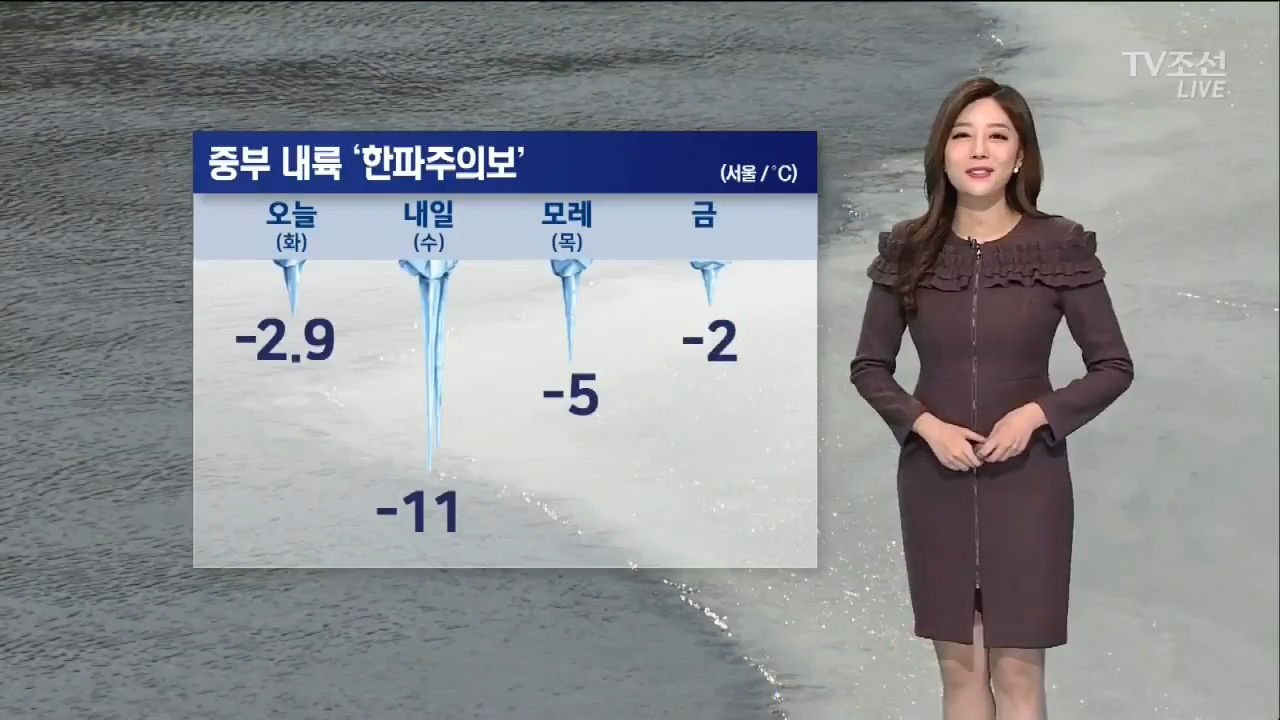 TV조선
LIVE
중부 내륙 ‘한파주의보’
(서울 / °C)
오늘 내일 모레 금
(화) (수) (목)
-2.9
-11
-5
-2